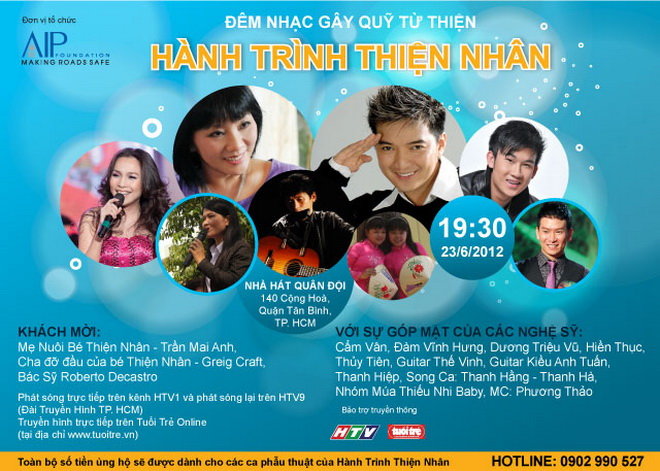 Đơn vị tổ chức
AIP
FOUNDATION
MAKING ROADS SAFE
ĐÊM NHẠC GÂY QUỸ TỪ THIỆN
HÀNH TRÌNH THIỆN NHÂN
19:30
23/6/2012
NHÀ HÁT QUÂN ĐỘI
140 Cộng Hoà,
Quận Tân Bình,
TP. HCM
KHÁCH MỜI:
Mẹ Nuôi Bé Thiện Nhân - Trần Mai Anh,
Cha đỡ đầu của bé Thiện Nhân - Greig Craft,
Bác Sỹ Roberto Decastro
Phát sóng trực tiếp trên kênh HTV1 và phát sóng lại trên HTV9
(Đài Truyền Hình TP. HCM)
Truyền hình trực tiếp trên Tuổi Trẻ Online
(tại địa chỉ www.tuoitre.vn)
VỚI SỰ GÓP MẶT CỦA CÁC NGHỆ SỸ:
Cẩm Vân, Đàm Vĩnh Hưng, Dương Triệu Vũ, Hiền Thục,
Thủy Tiên, Guitar Thế Vinh, Guitar Kiều Anh Tuấn,
Thanh Hiệp, Song Ca: Thanh Hằng - Thanh Hà,
Nhóm Múa Thiếu Nhi Baby, MC: Phương Thảo
Bảo trợ truyền thông
HTV tuổi trẻ
Toàn bộ số tiền ủng hộ sẽ được dành cho các ca phẫu thuật của Hành Trình Thiện Nhân
HOTLINE: 0902 990 527